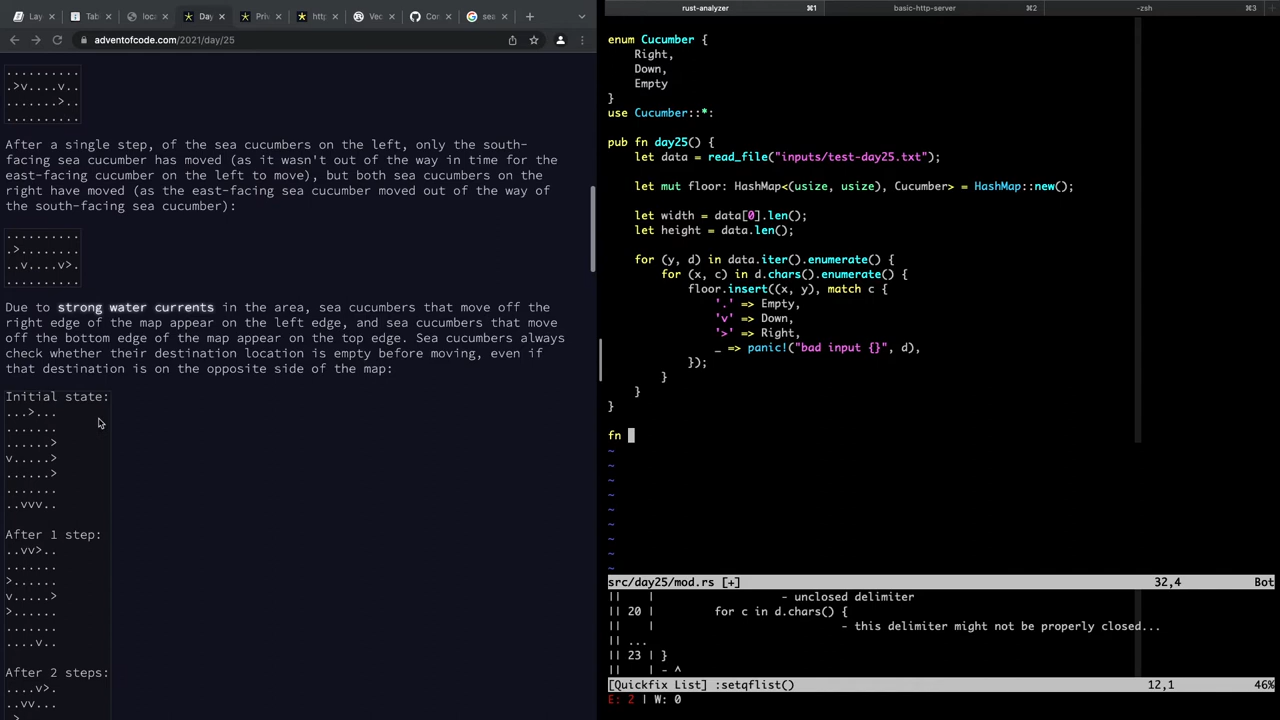 Lay
Tab
loca
Day
Priv
http
Vec
Cor
sea
adventofcode.com/2021/day/25
..........
.>v....v..
.......>..
..........
After a single step, of the sea cucumbers on the left, only the south-
facing sea cucumber has moved (as it wasn't out of the way in time for the
east-facing cucumber on the left to move), but both sea cucumbers on the
right have moved (as the east-facing sea cucumber moved out of the way of
the south-facing sea cucumber):
..........
.>........
..v....v>.
..........
Due to strong water currents in the area, sea cucumbers that move off the
right edge of the map appear on the left edge, and sea cucumbers that move
off the bottom edge of the map appear on the top edge. Sea cucumbers always
check whether their destination location is empty before moving, even if
that destination is on the opposite side of the map:
Initial state:
...>...
.......
......>
v.....>
......>
.......
..vvv..
After 1 step:
..vv>..
.......
>......
v.....>
>......
.......
....v..
After 2 steps:
....v>.
..vv...
rust-analyzer ⌘1
basic-http-server ⌘2
-zsh ⌘3
enum Cucumber {
Right,
Down,
Empty
}
use Cucumber::*:
pub fn day25() {
let data = read_file("inputs/test-day25.txt");
let mut floor: HashMap<(usize, usize), Cucumber> = HashMap::new();
let width = data[0].len();
let height = data.len();
for (y, d) in data.iter().enumerate() {
for (x, c) in d.chars().enumerate() {
floor.insert((x, y), match c {
'.' => Empty,
'v' => Down,
'>' => Right,
_ => panic!("bad input {}", d),
});
}
}
}
fn
~
~
~
~
~
~
~
~
~
src/day25/mod.rs [+] 32,4 Bot
|| | - unclosed delimiter
|| 20 | for c in d.chars() {
|| | - this delimiter might not be properly closed...
|| ...
|| 23 | }
|| | - ^
[Quickfix List] :setqflist() 12,1 46%
E: 2 | W: 0